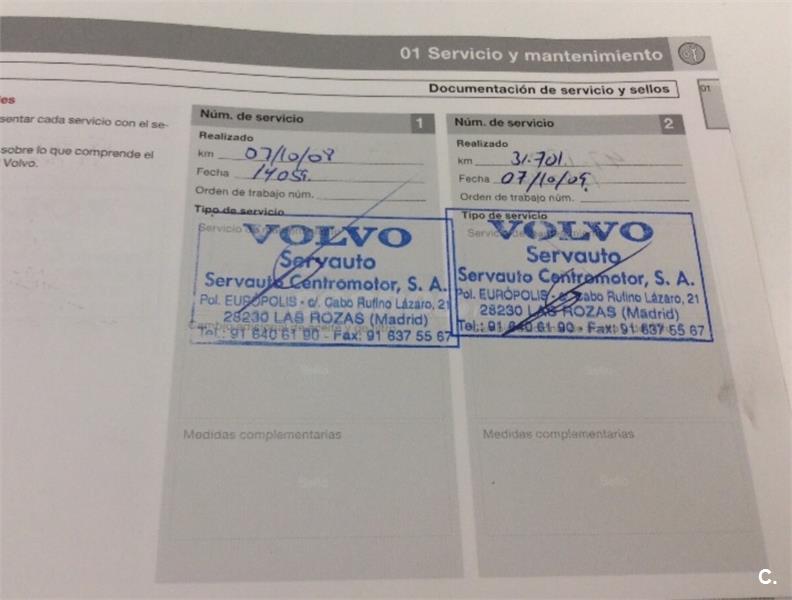 01 Servicio y mantenimiento
Documentación de servicio y sellos
01
es
sentar cada servicio con el se-
sobre lo que comprende el
Volvo.
Núm. de servicio 1
Realizado
km 07/10/08
Fecha 14059.
Orden de trabajo núm.
Tipo de servicio
VOLVO
Servauto
Servauto Centromotor, S. A.
Pol. EURÓPOLIS - c/. Cabo Rufino Lázaro, 21
28230 LAS ROZAS (Madrid)
Tel.: 91 640 61 90 - Fax: 91 637 55 67
Sello
Medidas complementarias
Sello
Núm. de servicio 2
Realizado
km 31.701
Fecha 07/10/09.
Orden de trabajo núm.
Tipo de servicio
VOLVO
Servauto
Servauto Centromotor, S. A.
Pol. EURÓPOLIS - c/. Cabo Rufino Lázaro, 21
28230 LAS ROZAS (Madrid)
Tel.: 91 640 61 90 - Fax: 91 637 55 67
Sello
Medidas complementarias
Sello
C.